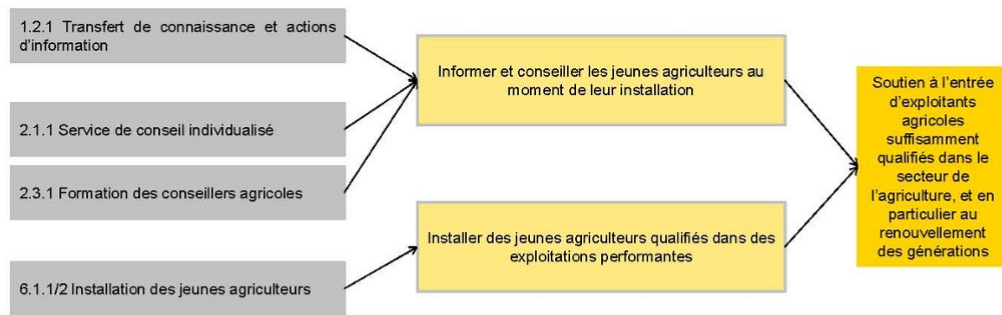 1.2.1 Transfert de connaissance et actions
d'information
2.1.1 Service de conseil individualisé
2.3.1 Formation des conseillers agricoles
6.1.1/2 Installation des jeunes agriculteurs
Informer et conseiller les jeunes agriculteurs au
moment de leur installation
Installer des jeunes agriculteurs qualifiés dans des
exploitations performantes
Soutien à l'entrée
d'exploitants
agricoles
suffisamment
qualifiés dans le
secteur de
l'agriculture, et en
particulier au
renouvellement
des générations